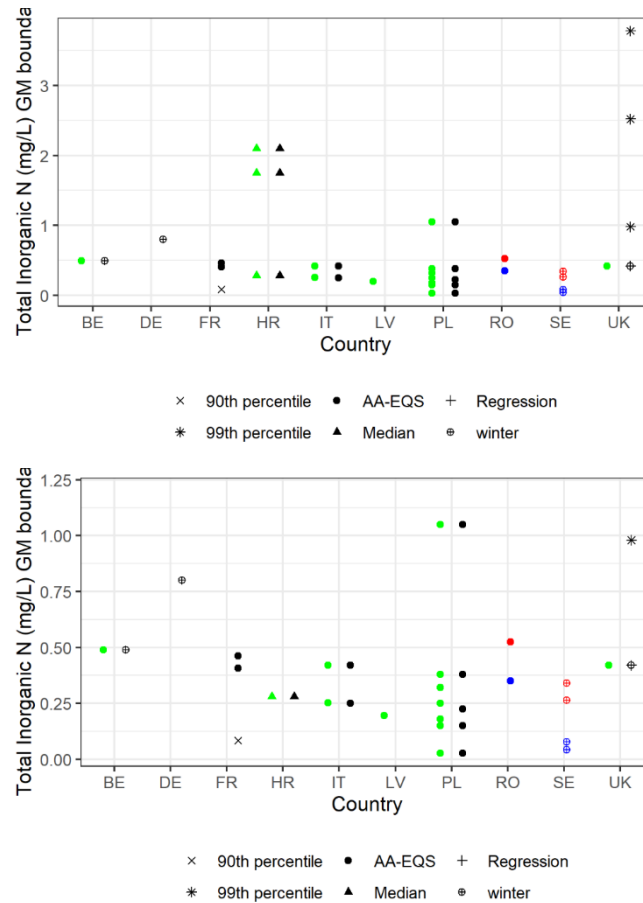 Total Inorganic N (mg/L) GM bounda
3
2
1
0
BE DE FR HR IT LV PL RO SE UK
Country
90th percentile AA-EQS Regression
99th percentile Median winter
Total Inorganic N (mg/L) GM bounda
1.25
1.00
0.75
0.50
0.25
0.00
BE DE FR HR IT LV PL RO SE UK
Country
90th percentile AA-EQS Regression
99th percentile Median winter